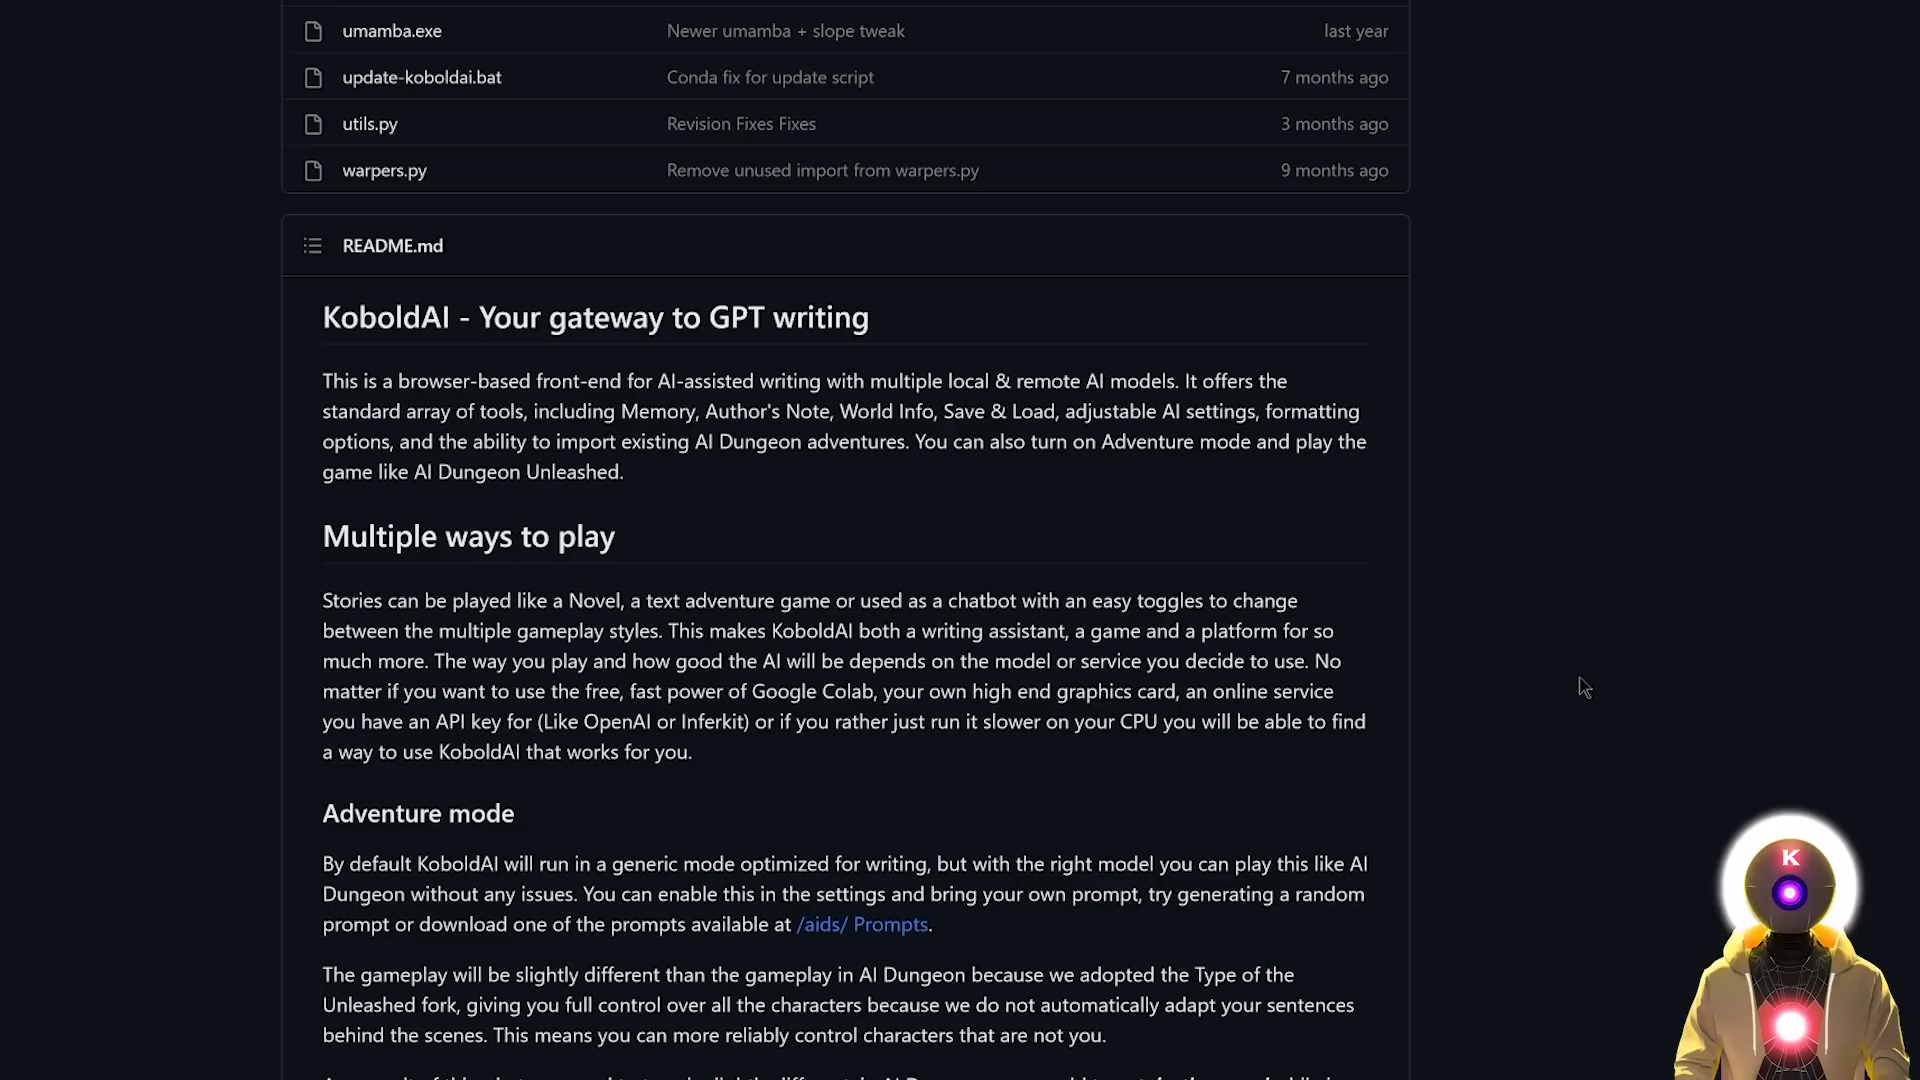 umamba.exe Newer umamba + slope tweak last year
update-koboldai.bat Conda fix for update script 7 months ago
utils.py Revision Fixes Fixes 3 months ago
warpers.py Remove unused import from warpers.py 9 months ago
README.md
KoboldAI - Your gateway to GPT writing
This is a browser-based front-end for AI-assisted writing with multiple local & remote AI models. It offers the
standard array of tools, including Memory, Author's Note, World Info, Save & Load, adjustable AI settings, formatting
options, and the ability to import existing AI Dungeon adventures. You can also turn on Adventure mode and play the
game like AI Dungeon Unleashed.
Multiple ways to play
Stories can be played like a Novel, a text adventure game or used as a chatbot with an easy toggles to change
between the multiple gameplay styles. This makes KoboldAI both a writing assistant, a game and a platform for so
much more. The way you play and how good the AI will be depends on the model or service you decide to use. No
matter if you want to use the free, fast power of Google Colab, your own high end graphics card, an online service
you have an API key for (Like OpenAI or Inferkit) or if you rather just run it slower on your CPU you will be able to find
a way to use KoboldAI that works for you.
Adventure mode
By default KoboldAI will run in a generic mode optimized for writing, but with the right model you can play this like AI
Dungeon without any issues. You can enable this in the settings and bring your own prompt, try generating a random
prompt or download one of the prompts available at /aids/ Prompts.
The gameplay will be slightly different than the gameplay in AI Dungeon because we adopted the Type of the
Unleashed fork, giving you full control over all the characters because we do not automatically adapt your sentences
behind the scenes. This means you can more reliably control characters that are not you.
K